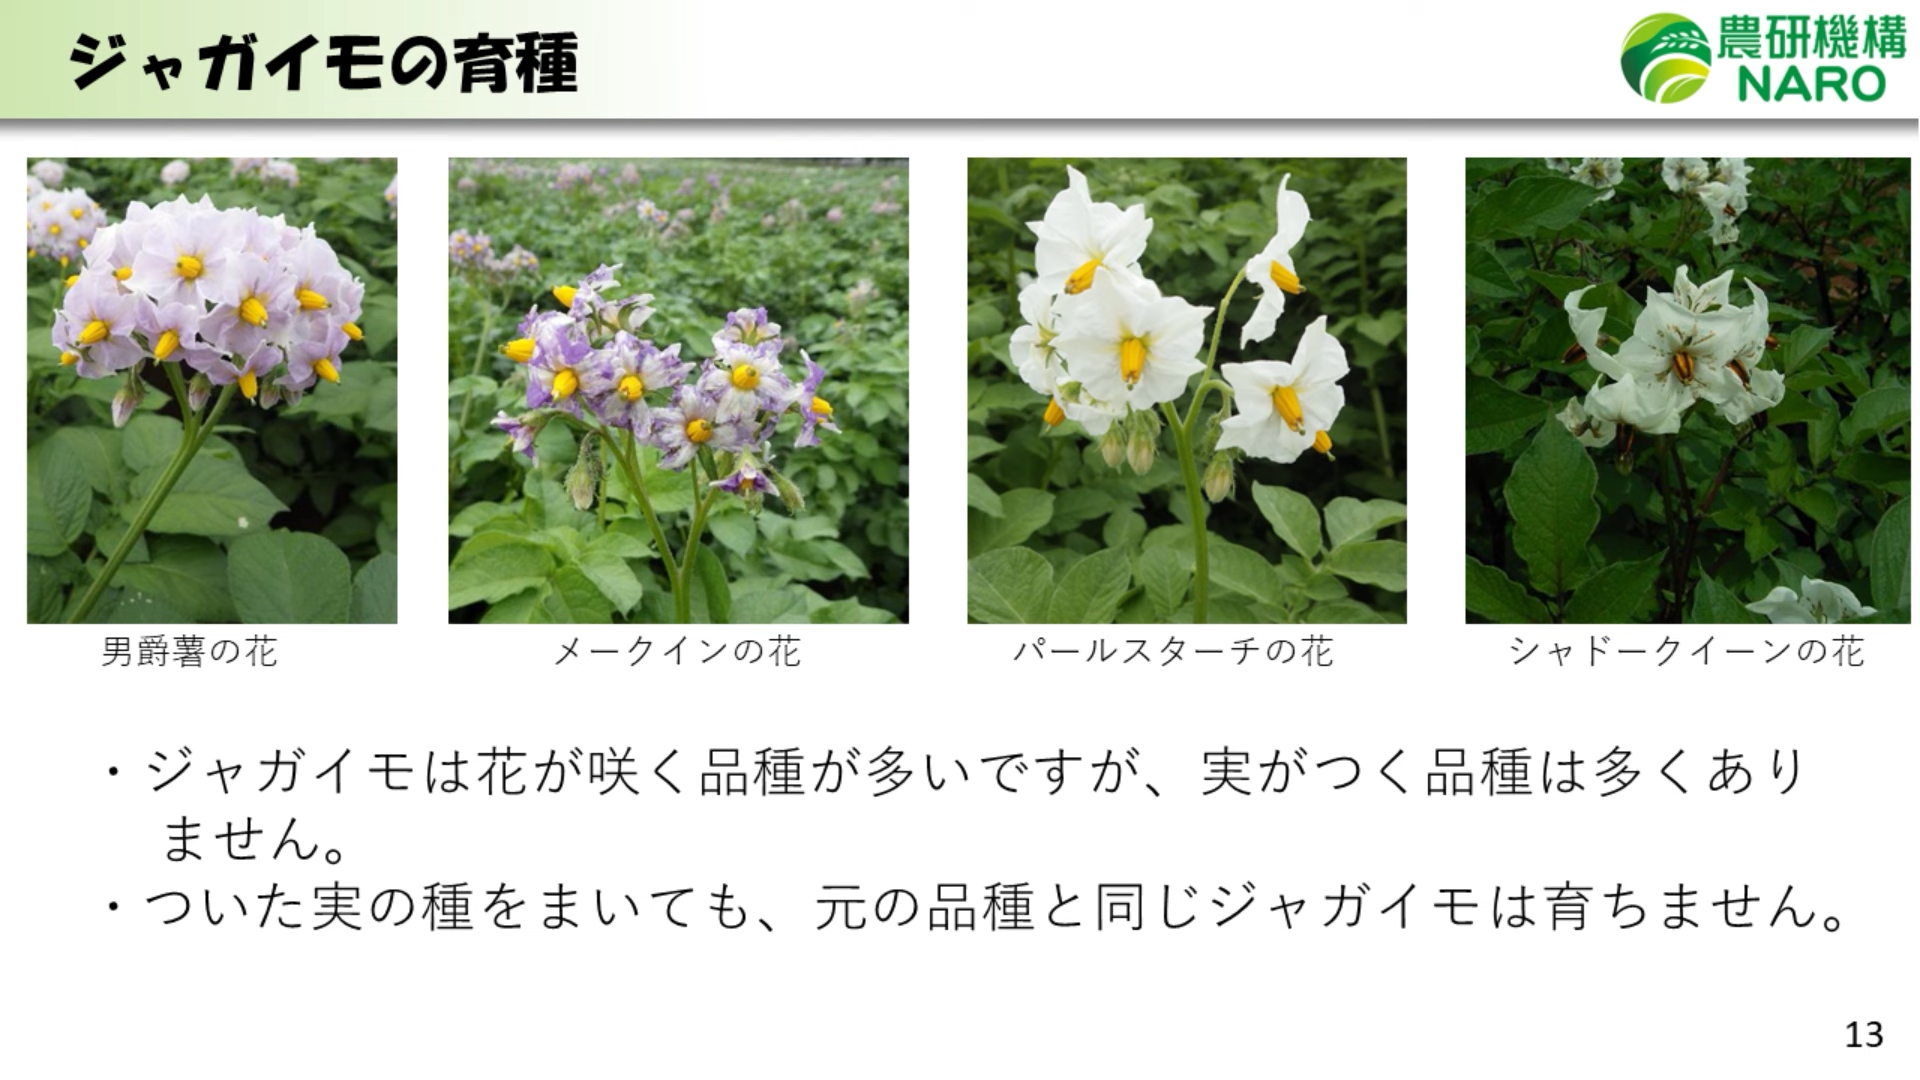 ジャガイモの育種
農研機構
NARO
男爵薯の花
メークインの花
パールスターチの花
シャドークイーンの花
・ジャガイモは花が咲く品種が多いですが、実がつく品種は多くあり
ません。
・ついた実の種をまいても、元の品種と同じジャガイモは育ちません。
13